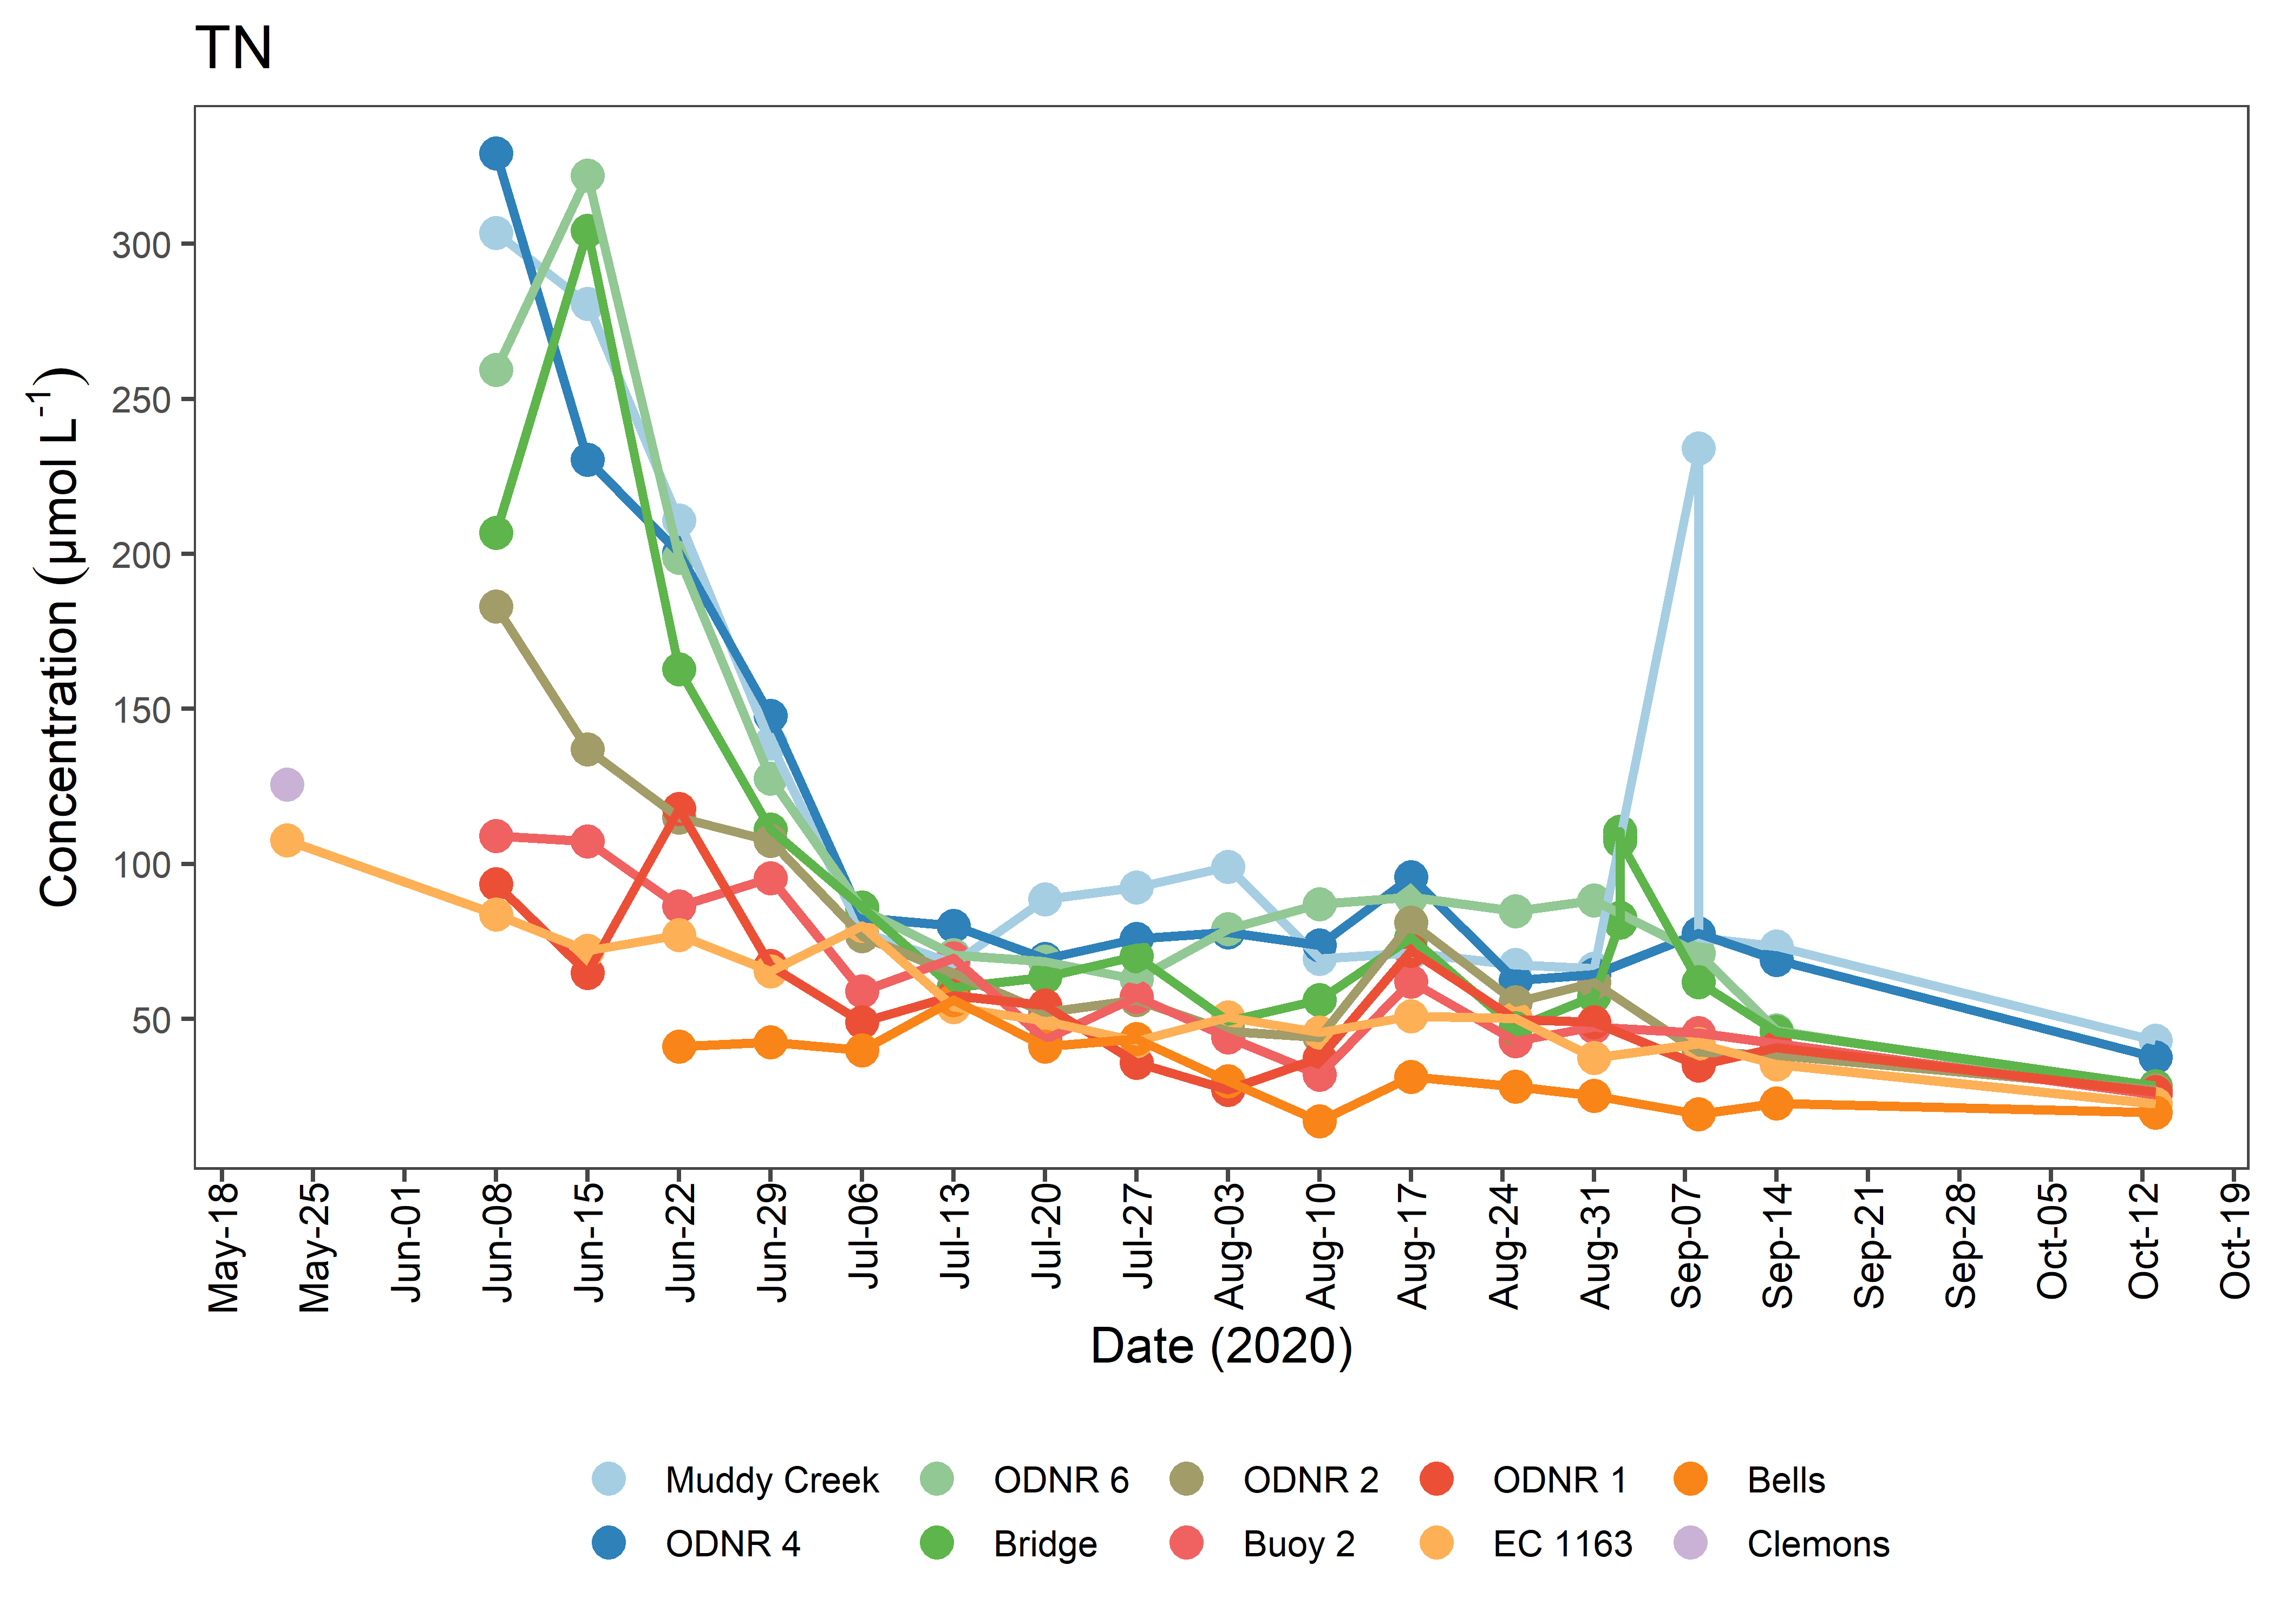 TN
Concentration (μmol L⁻¹)
300
250
200
150
100
50
May-18
May-25
Jun-01
Jun-08
Jun-15
Jun-22
Jun-29
Jul-06
Jul-13
Jul-20
Jul-27
Aug-03
Aug-10
Aug-17
Aug-24
Aug-31
Sep-07
Sep-14
Sep-21
Sep-28
Oct-05
Oct-12
Oct-19
Date (2020)
Muddy Creek ODNR 6 ODNR 2 ODNR 1 Bells
ODNR 4 Bridge Buoy 2 EC 1163 Clemons